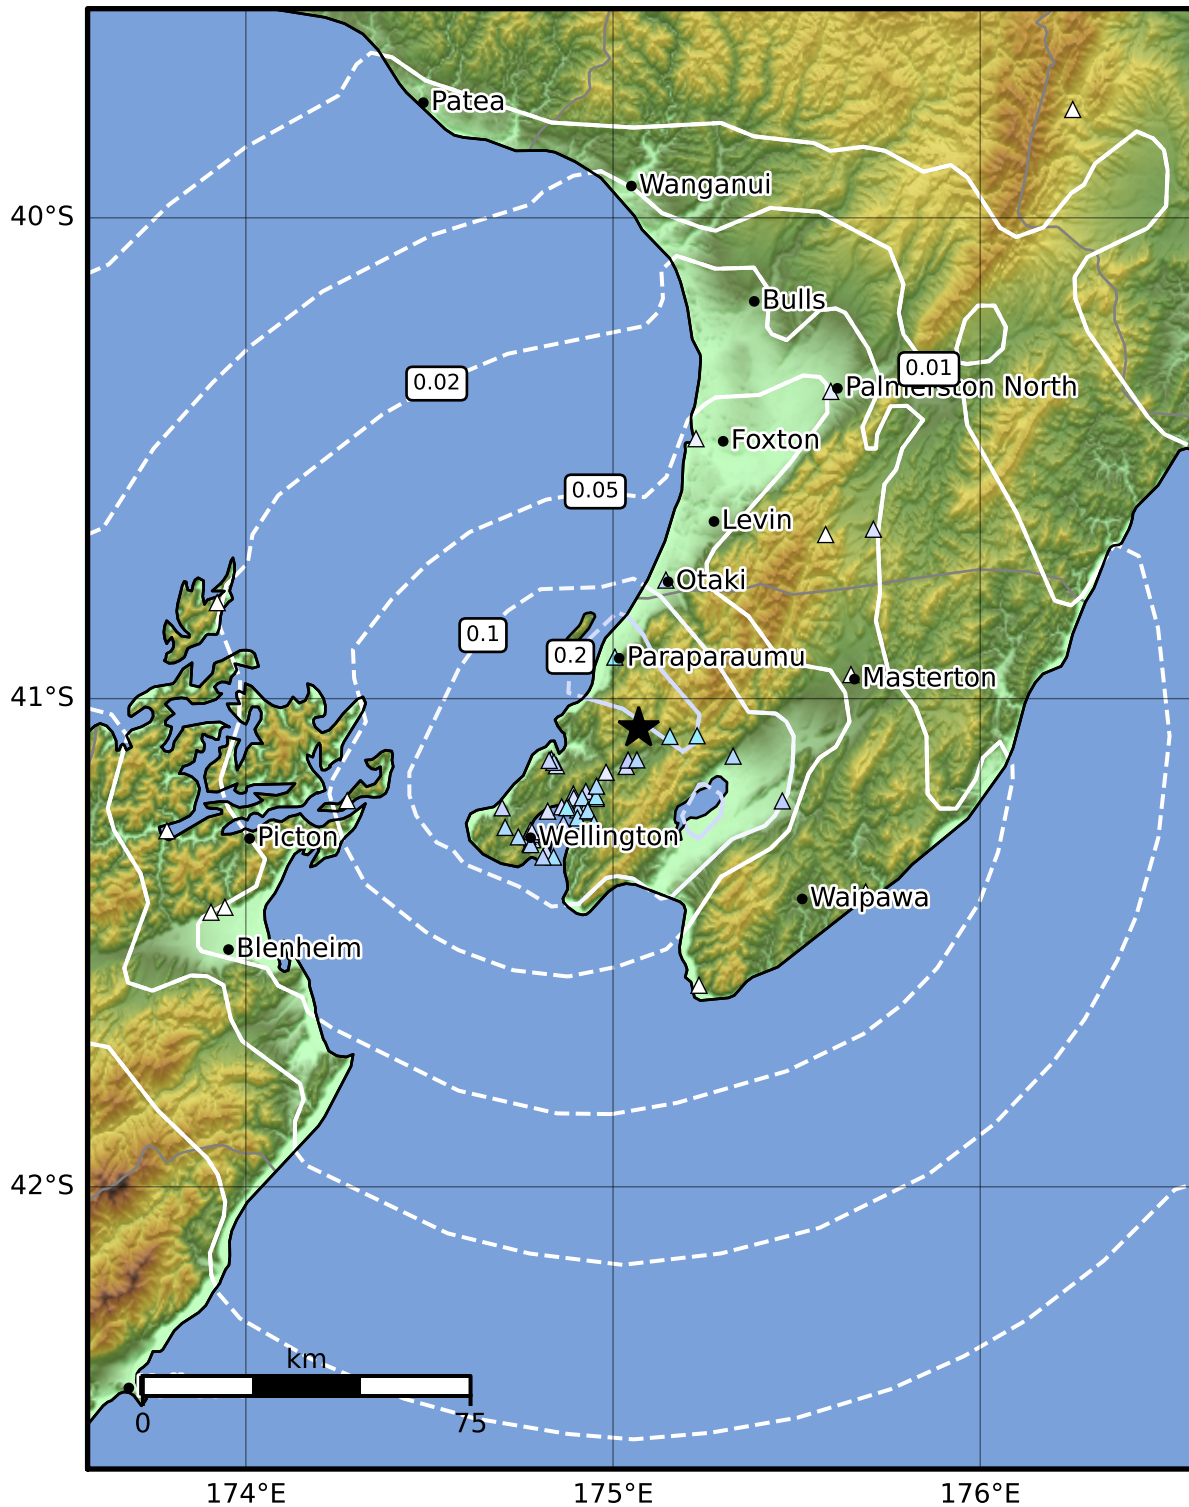 Patea
Wanganui
40°S
Bulls
0.02
0.01
Palmerston North
Foxton
0.05
Levin
Otaki
0.1
0.2
Paraparaumu
Masterton
41°S
Picton
Wellington
Waipawa
Blenheim
42°S
km
0
75
174°E
175°E
176°E